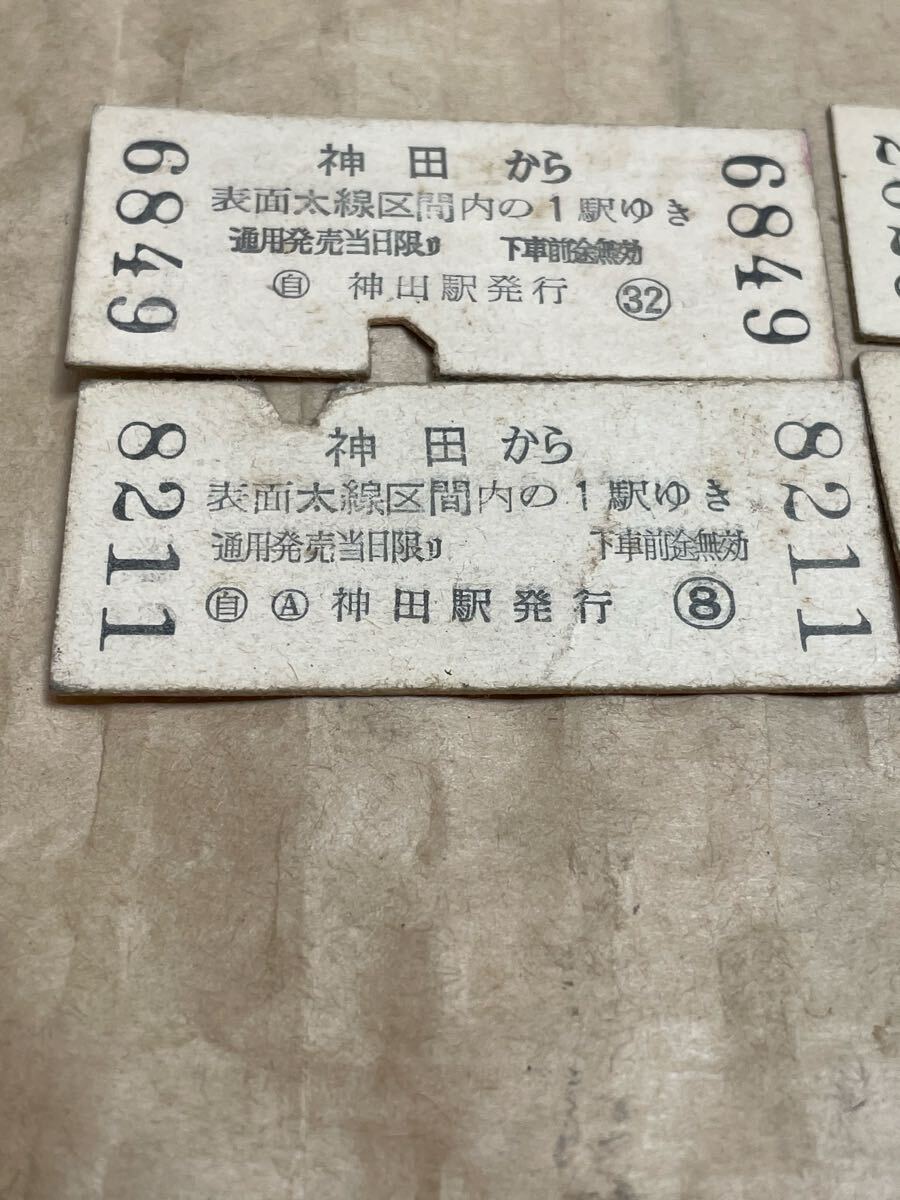 6849
神田から
表面太線区間内の1駅ゆき
通用発売当日限り 下車前途無効
㊀自 神田駅発行 ㉜
6849
8211
神田から
表面太線区間内の1駅ゆき
通用発売当日限り 下車前途無効
自 Ⓐ 神田駅発行 ⑧
8211